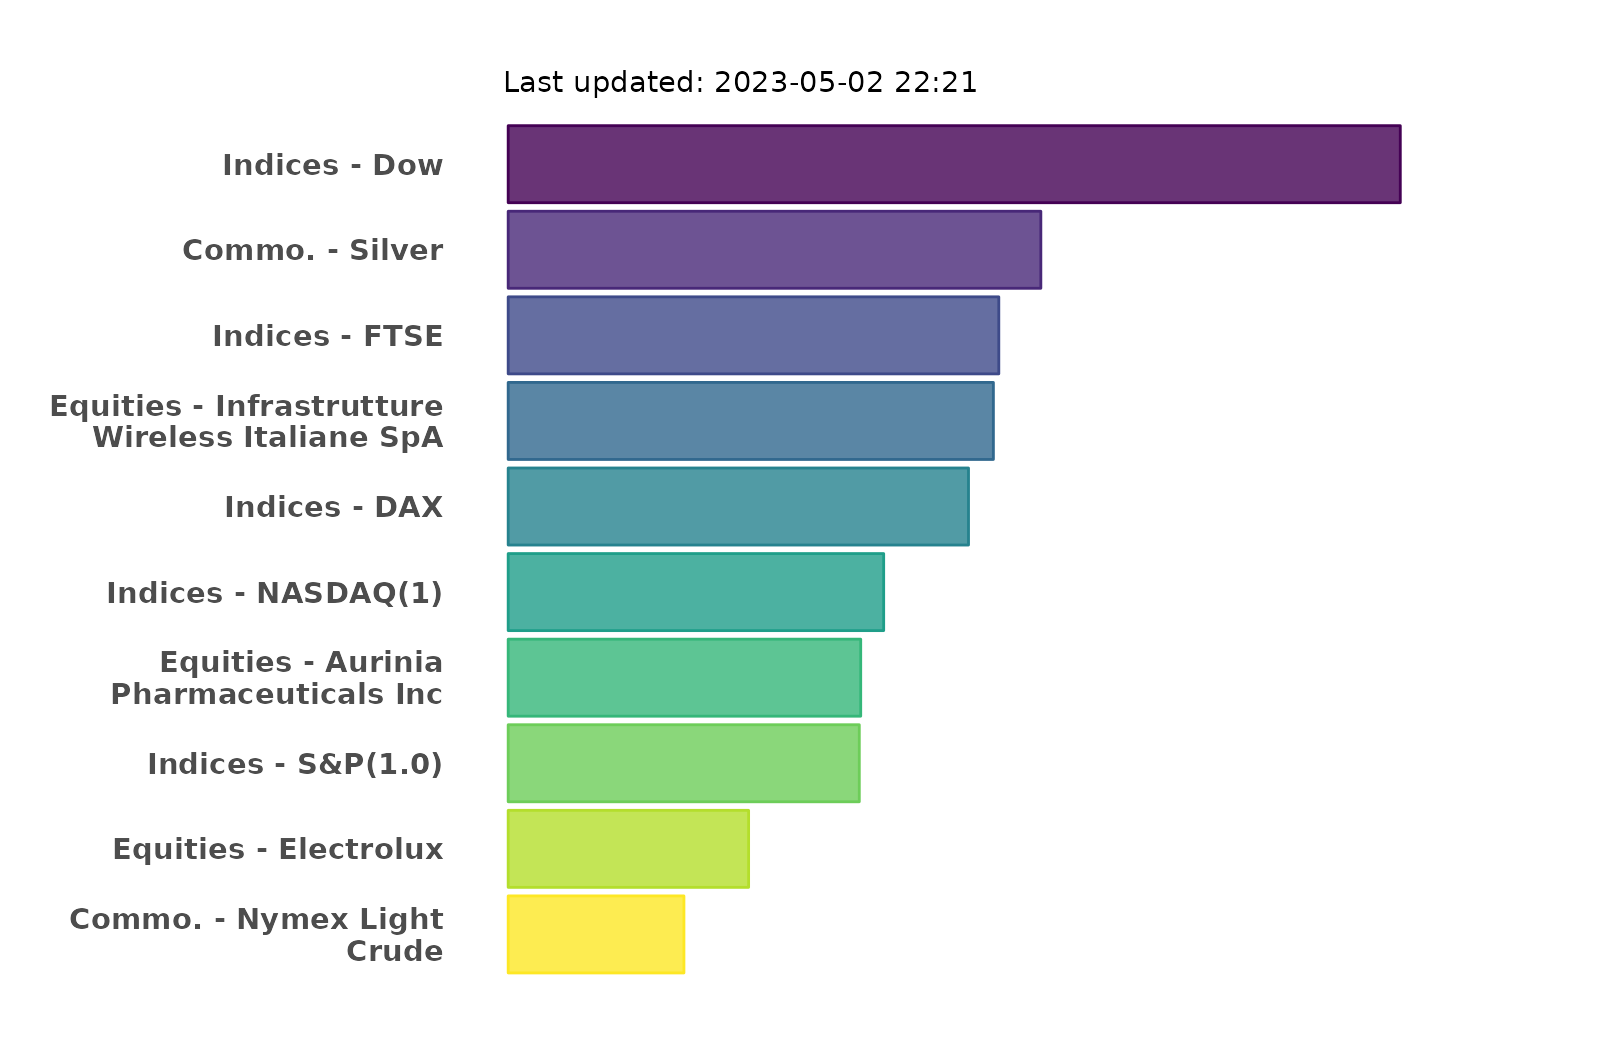 Last updated: 2023-05-02 22:21
Indices - Dow
Commo. - Silver
Indices - FTSE
Equities - Infrastrutture
Wireless Italiane SpA
Indices - DAX
Indices - NASDAQ(1)
Equities - Aurinia
Pharmaceuticals Inc
Indices - S&P(1.0)
Equities - Electrolux
Commo. - Nymex Light
Crude